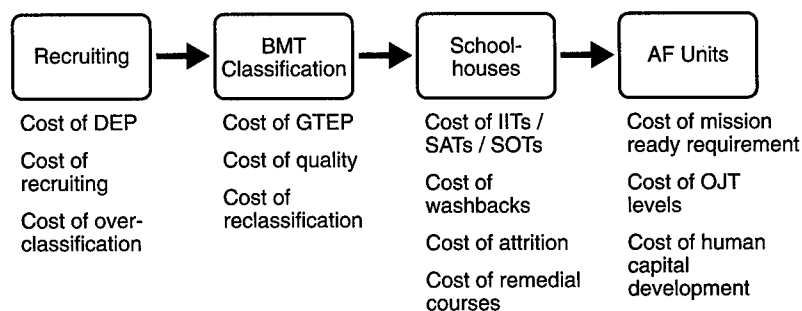 Recruiting
BMT
Classification
School-
houses
AF Units
Cost of DEP
Cost of
recruiting
Cost of over-
classification
Cost of GTEP
Cost of quality
Cost of
reclassification
Cost of IITs /
SATs / SOTs
Cost of
washbacks
Cost of attrition
Cost of remedial
courses
Cost of mission
ready requirement
Cost of OJT
levels
Cost of human
capital
development